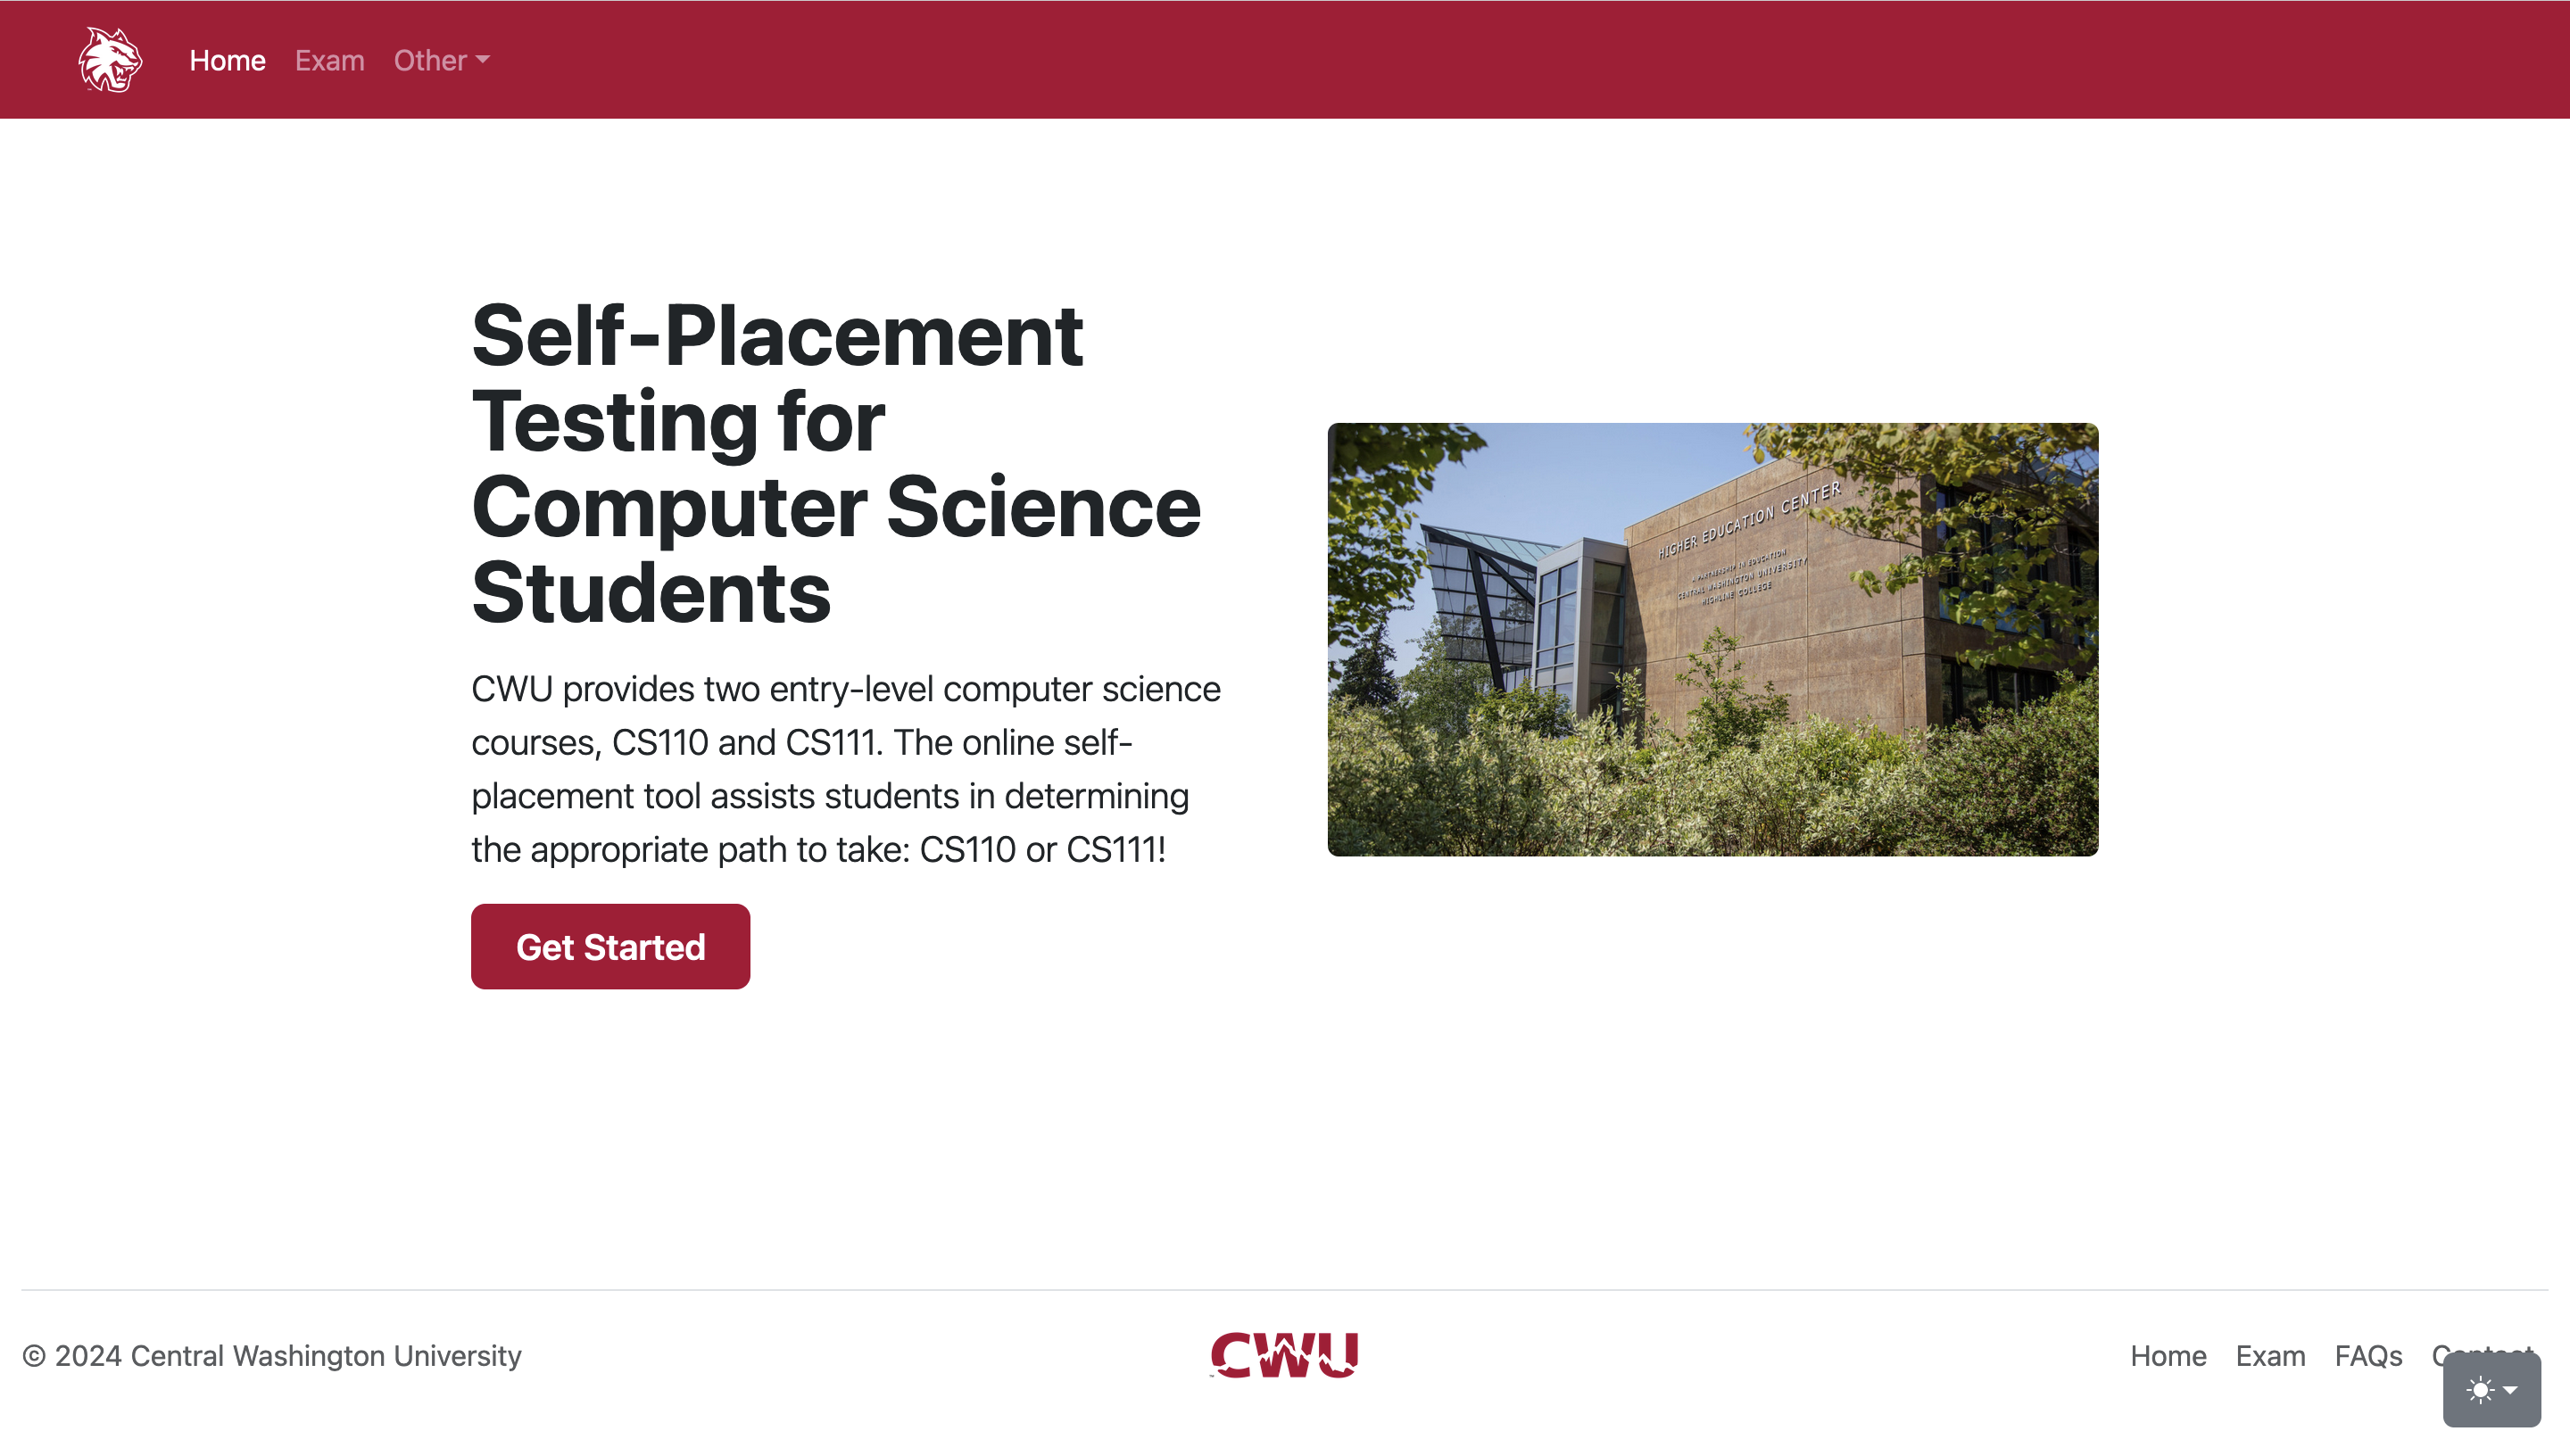 Home Exam Other
Self-Placement
Testing for
Computer Science
Students
CWU provides two entry-level computer science
courses, CS110 and CS111. The online self-
placement tool assists students in determining
the appropriate path to take: CS110 or CS111!
Get Started
HIGHER EDUCATION CENTER
A PARTNERSHIP IN EDUCATION
CENTRAL WASHINGTON UNIVERSITY
HIGHLINE COLLEGE
© 2024 Central Washington University
CWU
Home Exam FAQs Contact